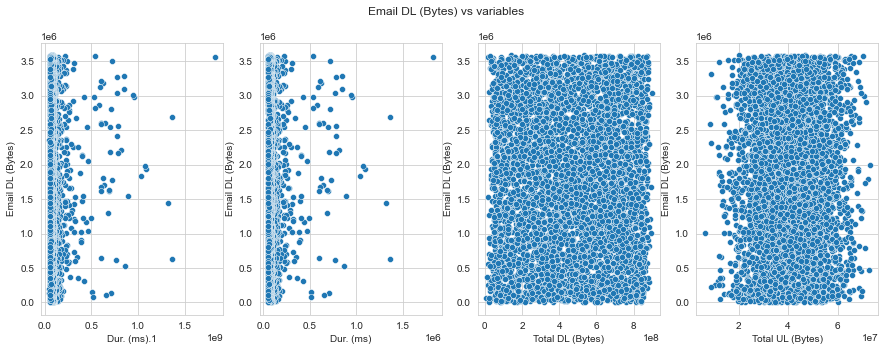 Email DL (Bytes) vs variables
1e6
1e6
1e6
1e6
3.5
3.0
2.5
2.0
1.5
1.0
0.5
0.0
Email DL (Bytes)
0.0 0.5 1.0 1.5
1e9
Dur. (ms).1
3.5
3.0
2.5
2.0
1.5
1.0
0.5
0.0
Email DL (Bytes)
0.0 0.5 1.0 1.5
1e6
Dur. (ms)
3.5
3.0
2.5
2.0
1.5
1.0
0.5
0.0
Email DL (Bytes)
0 2 4 6 8
1e8
Total DL (Bytes)
3.5
3.0
2.5
2.0
1.5
1.0
0.5
0.0
Email DL (Bytes)
2 4 6
1e7
Total UL (Bytes)